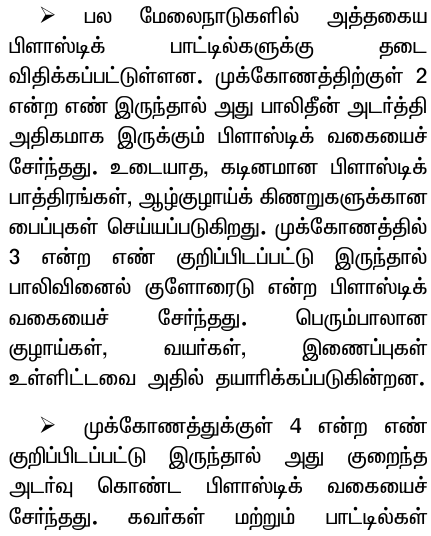 ➢ பல மேலைநாடுகளில் அத்தகைய
பிளாஸ்டிக் பாட்டில்களுக்கு தடை
விதிக்கப்பட்டுள்ளன. முக்கோணத்திற்குள் 2
என்ற எண் இருந்தால் அது பாலிதீன் அடர்த்தி
அதிகமாக இருக்கும் பிளாஸ்டிக் வகையைச்
சேர்ந்தது. உடையாத, கடினமான பிளாஸ்டிக்
பாத்திரங்கள், ஆழ்குழாய்க் கிணறுகளுக்கான
பைப்புகள் செய்யப்படுகிறது. முக்கோணத்தில்
3 என்ற எண் குறிப்பிடப்பட்டு இருந்தால்
பாலிவினைல் குளோரைடு என்ற பிளாஸ்டிக்
வகையைச் சேர்ந்தது. பெரும்பாலான
குழாய்கள், வயர்கள், இணைப்புகள்
உள்ளிட்டவை அதில் தயாரிக்கப்படுகின்றன.
➢ முக்கோணத்துக்குள் 4 என்ற எண்
குறிப்பிடப்பட்டு இருந்தால் அது குறைந்த
அடர்வு கொண்ட பிளாஸ்டிக் வகையைச்
சேர்ந்தது. கவர்கள் மற்றும் பாட்டில்கள்